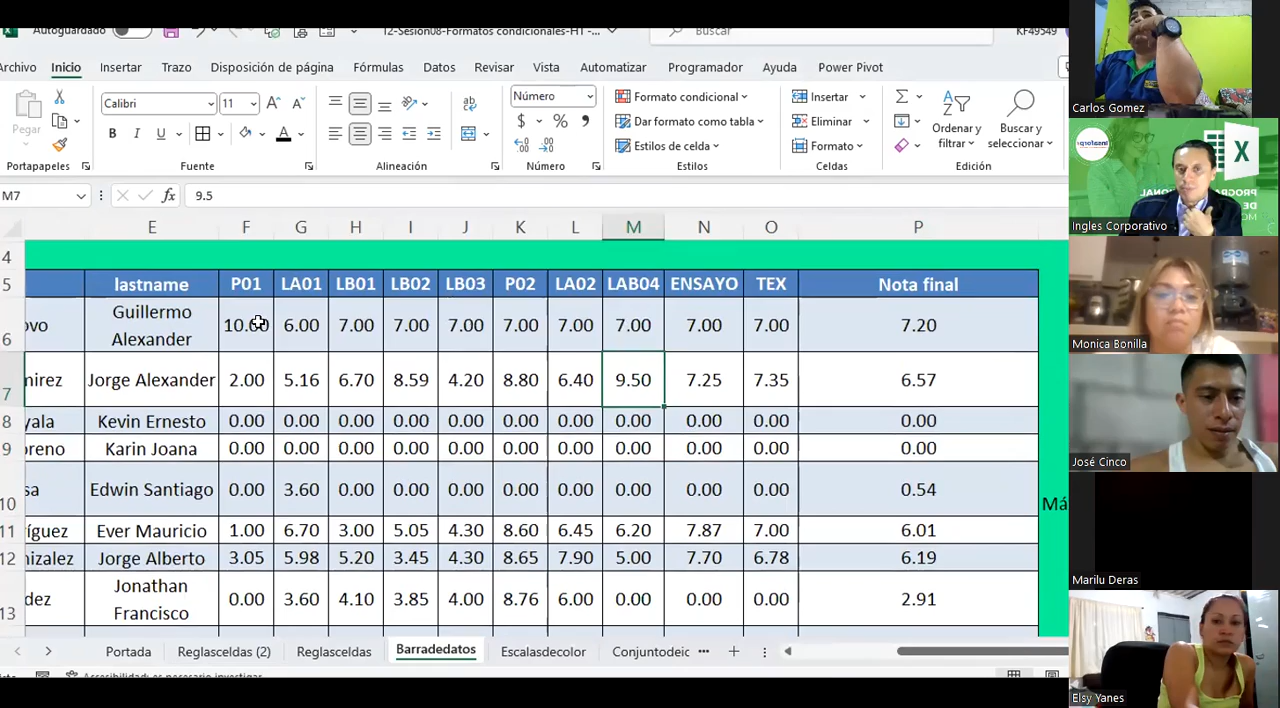 Autoguardado
12-Sesion08-Formatos condicionales-HT -...
Buscar
KF49549
Archivo Inicio Insertar Trazo Disposición de página Fórmulas Datos Revisar Vista Automatizar Programador Ayuda Power Pivot
Pegar
Calibri 11
Número
Formato condicional
Dar formato como tabla
Estilos de celda
Insertar
Eliminar
Formato
Ordenar y filtrar
Buscar y seleccionar
Portapapeles Fuente Alineación Número Estilos Celdas Edición
M7 fx 9.5
E F G H I J K L M N O P
4
5 lastname P01 LA01 LB01 LB02 LB03 P02 LA02 LAB04 ENSAYO TEX Nota final
6 ovo Guillermo Alexander 10.00 6.00 7.00 7.00 7.00 7.00 7.00 7.00 7.00 7.00 7.20
7 mirez Jorge Alexander 2.00 5.16 6.70 8.59 4.20 8.80 6.40 9.50 7.25 7.35 6.57
8 yala Kevin Ernesto 0.00 0.00 0.00 0.00 0.00 0.00 0.00 0.00 0.00 0.00 0.00
9 oreno Karin Joana 0.00 0.00 0.00 0.00 0.00 0.00 0.00 0.00 0.00 0.00 0.00
10 sa Edwin Santiago 0.00 3.60 0.00 0.00 0.00 0.00 0.00 0.00 0.00 0.00 0.54 Má
11 ríguez Ever Mauricio 1.00 6.70 3.00 5.05 4.30 8.60 6.45 6.20 7.87 7.00 6.01
12 nizalez Jorge Alberto 3.05 5.98 5.20 3.45 4.30 8.65 7.90 5.00 7.70 6.78 6.19
13 dez Jonathan Francisco 0.00 3.60 4.10 3.85 4.00 8.76 6.00 0.00 0.00 0.00 2.91
Portada Reglasceldas (2) Reglasceldas Barradedatos Escalasdecolor Conjuntodeic ...
Accesibilidad: es necesario investigar
Carlos Gomez
Ingles Corporativo
Monica Bonilla
José Cinco
Marilu Deras
Elsy Yanes